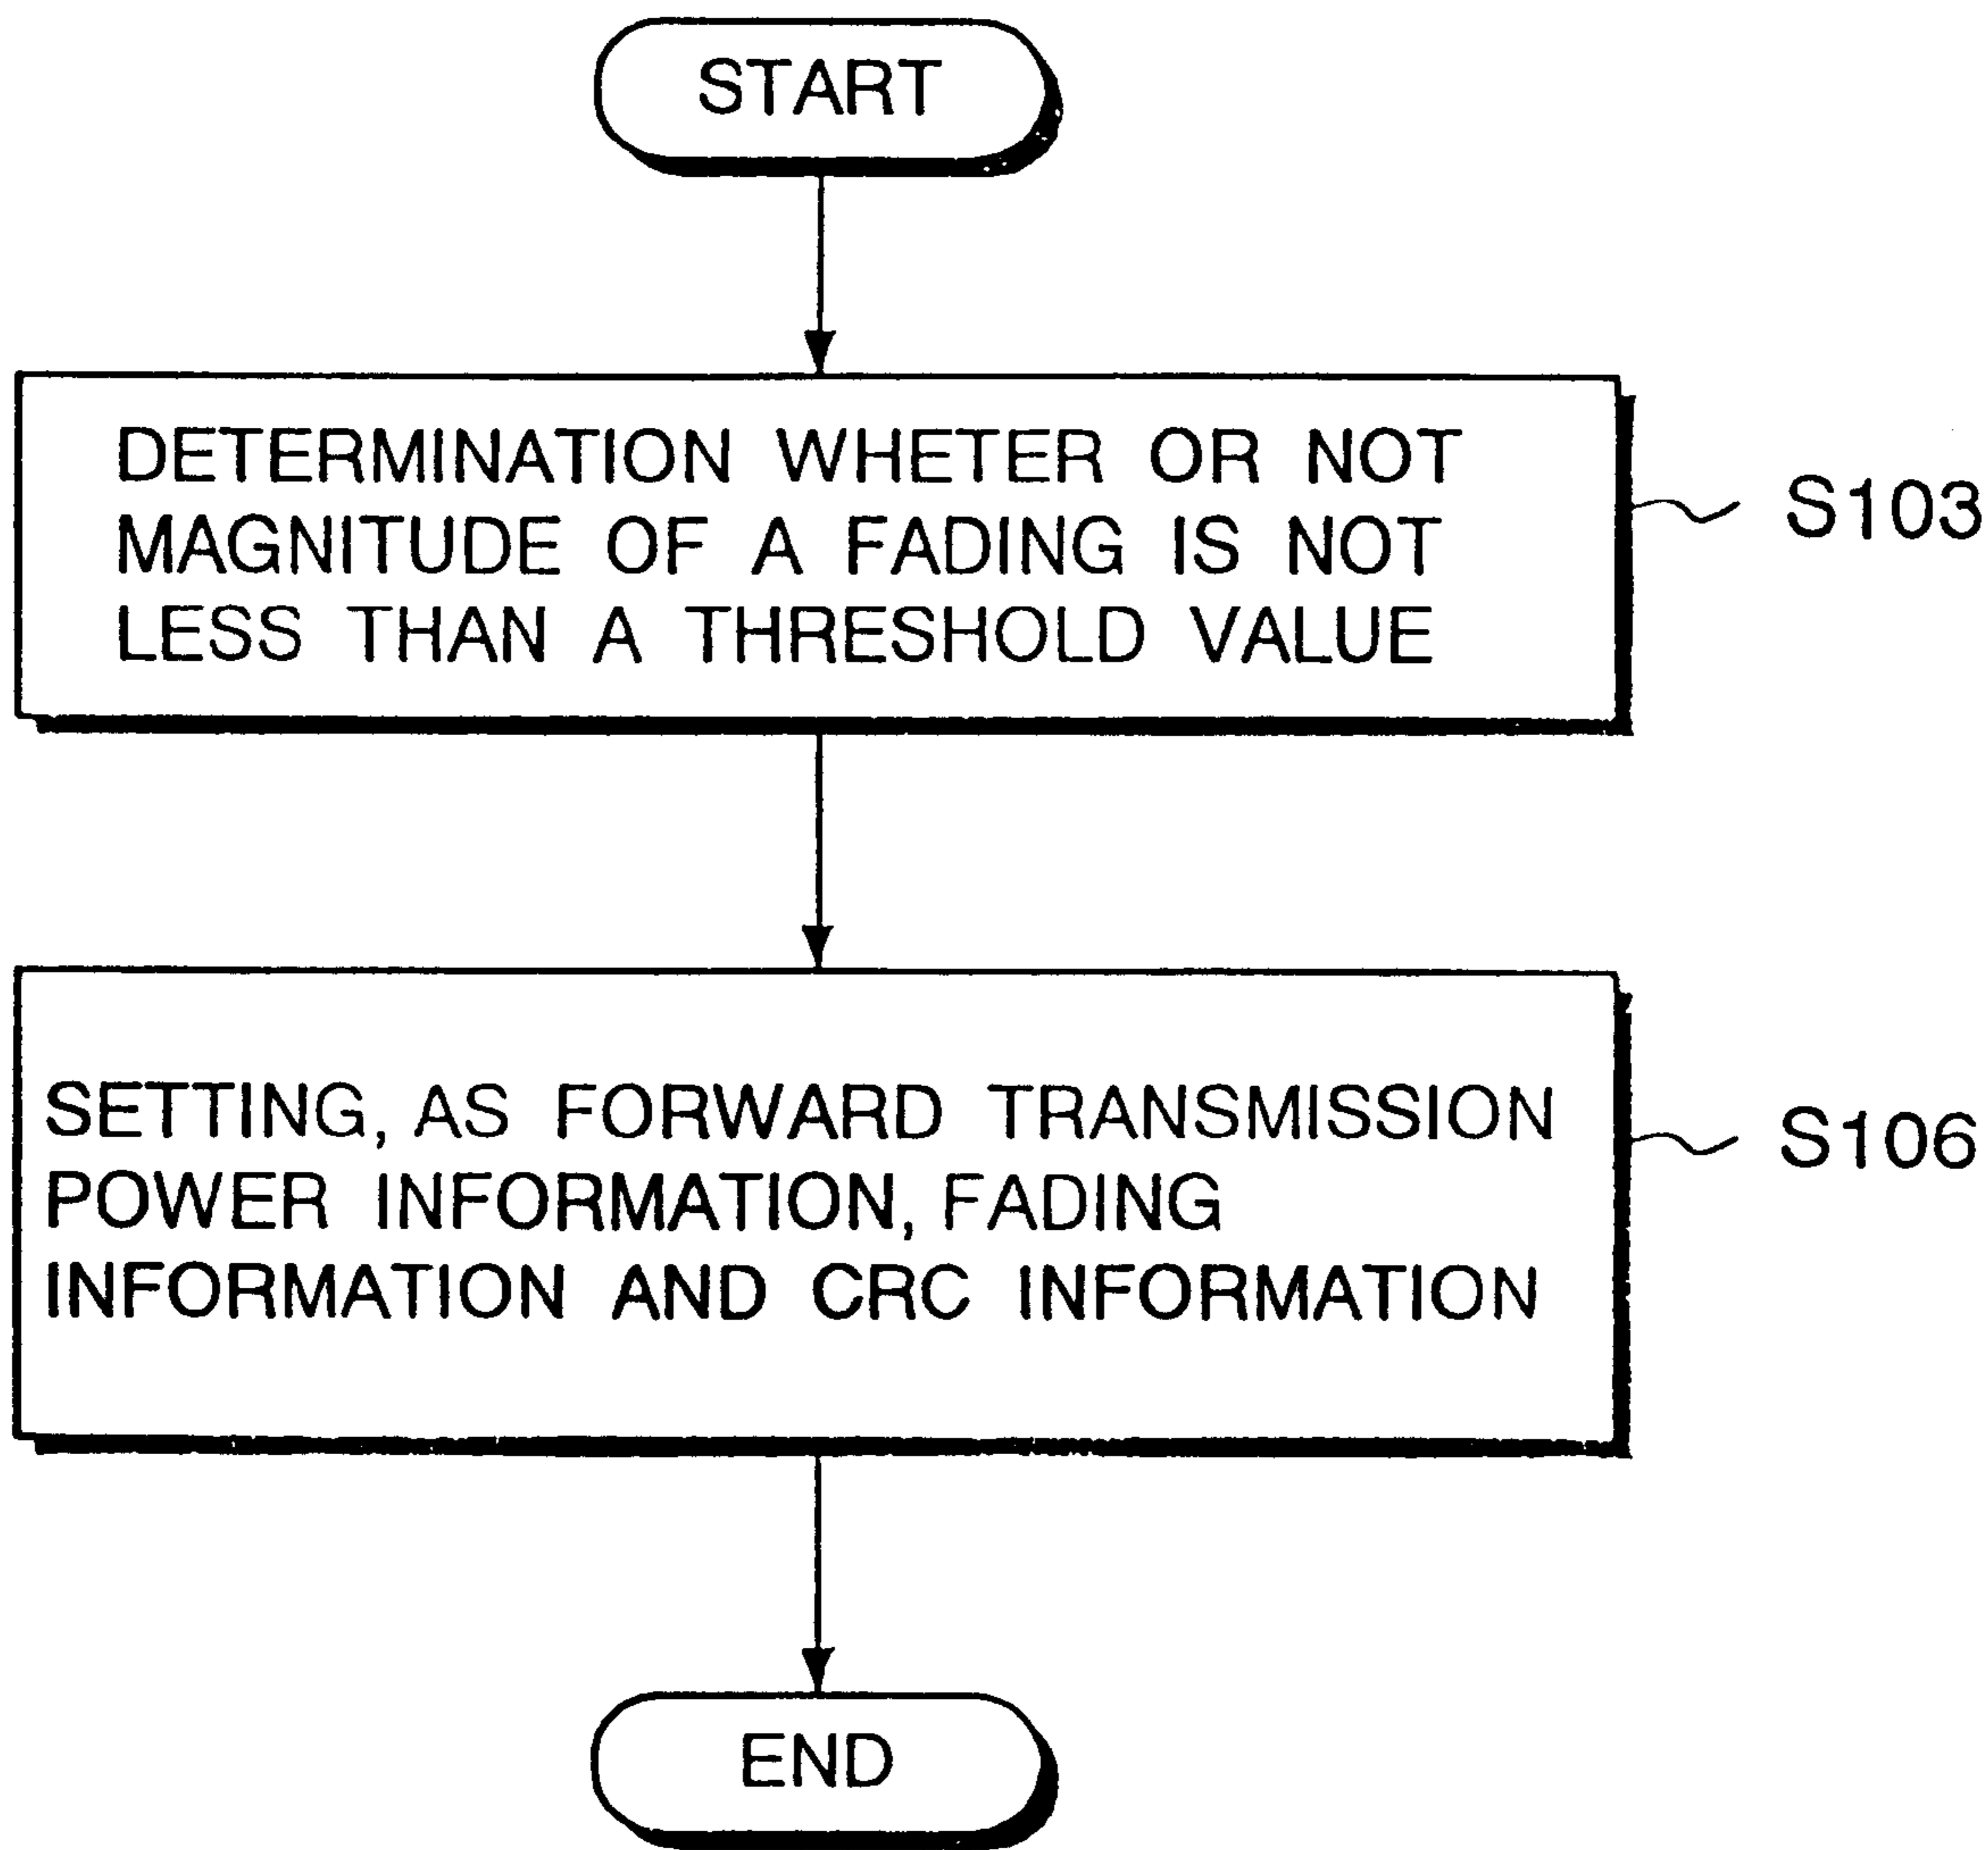 START
DETERMINATION WHETER OR NOT
MAGNITUDE OF A FADING IS NOT
LESS THAN A THRESHOLD VALUE
S103
SETTING, AS FORWARD TRANSMISSION
POWER INFORMATION, FADING
INFORMATION AND CRC INFORMATION
S106
END